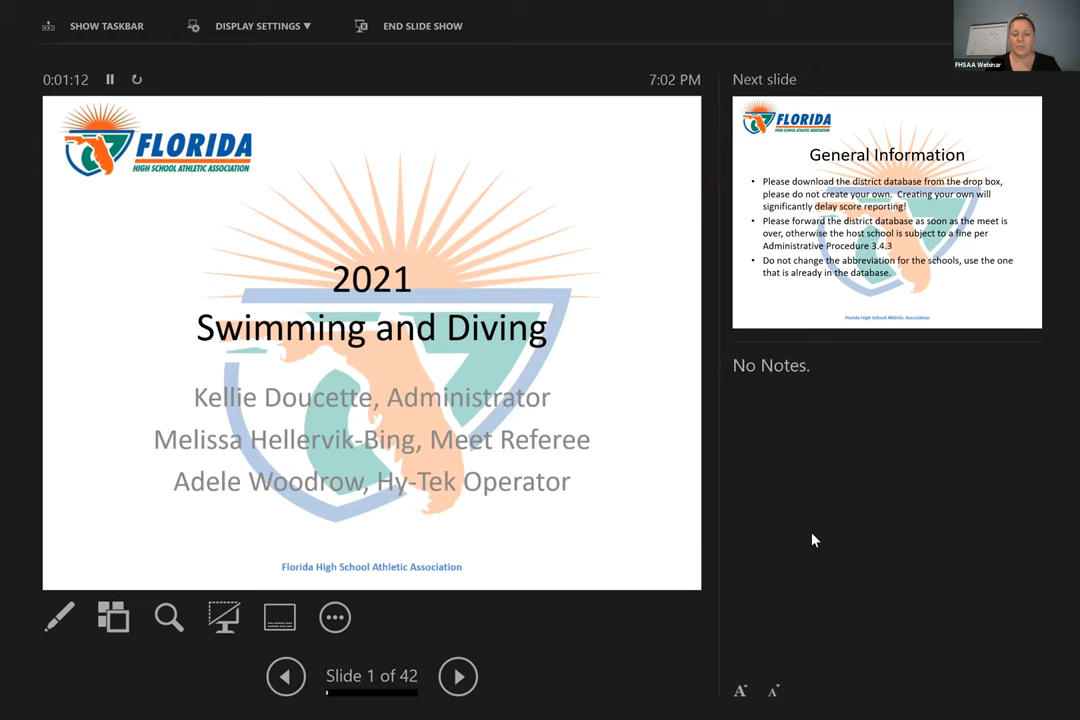 SHOW TASKBAR
DISPLAY SETTINGS ▼
END SLIDE SHOW
FHSAA Webinar
0:01:12
7:02 PM
FLORIDA
HIGH SCHOOL ATHLETIC ASSOCIATION
2021
Swimming and Diving
Kellie Doucette, Administrator
Melissa Hellervik-Bing, Meet Referee
Adele Woodrow, Hy-Tek Operator
Florida High School Athletic Association
Slide 1 of 42
Next slide
FLORIDA
HIGH SCHOOL ATHLETIC ASSOCIATION
General Information
• Please download the district database from the drop box,
please do not create your own. Creating your own will
significantly delay score reporting!
• Please forward the district database as soon as the meet is
over, otherwise the host school is subject to a fine per
Administrative Procedure 3.4.3
• Do not change the abbreviation for the schools, use the one
that is already in the database.
Florida High School Athletic Association
No Notes.
A A